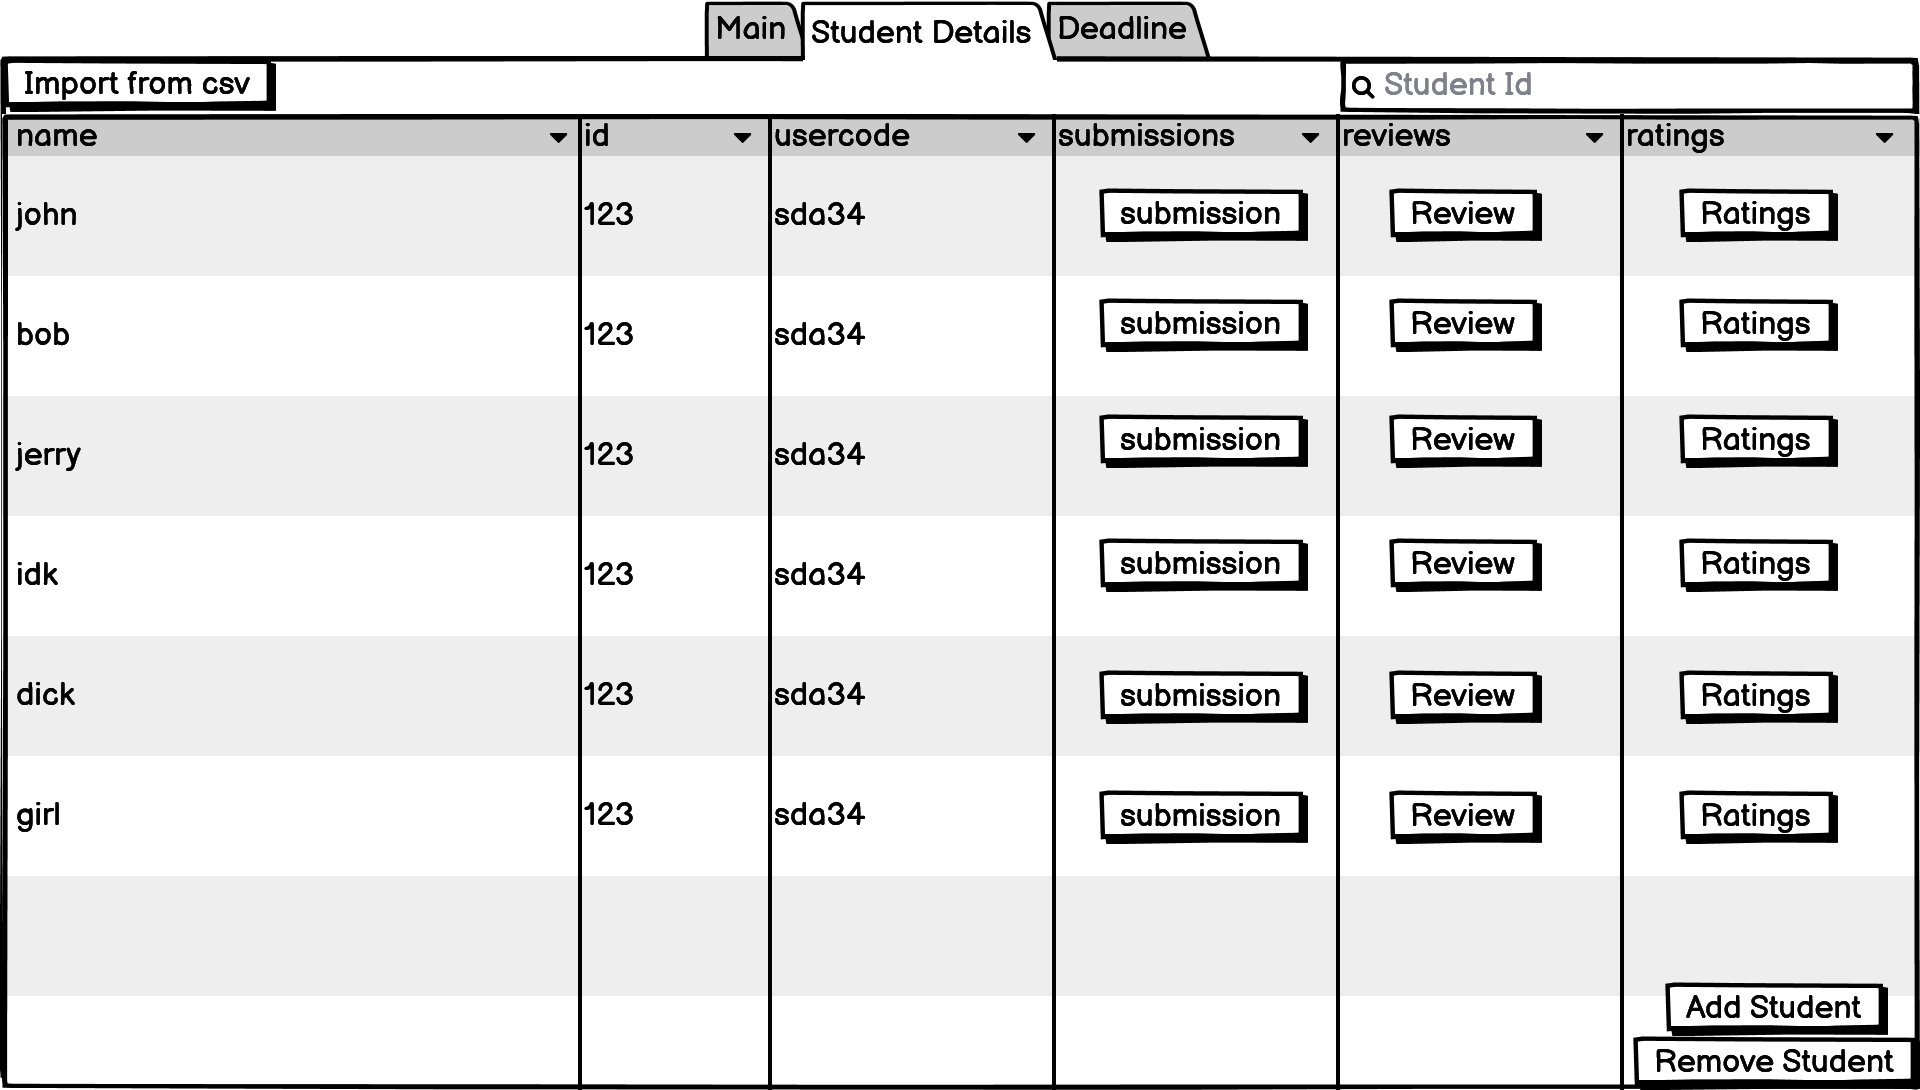 Main Student Details Deadline
Import from csv Student Id
name id usercode submissions reviews ratings
john 123 sda34 submission Review Ratings
bob 123 sda34 submission Review Ratings
jerry 123 sda34 submission Review Ratings
idk 123 sda34 submission Review Ratings
dick 123 sda34 submission Review Ratings
girl 123 sda34 submission Review Ratings
Add Student
Remove Student